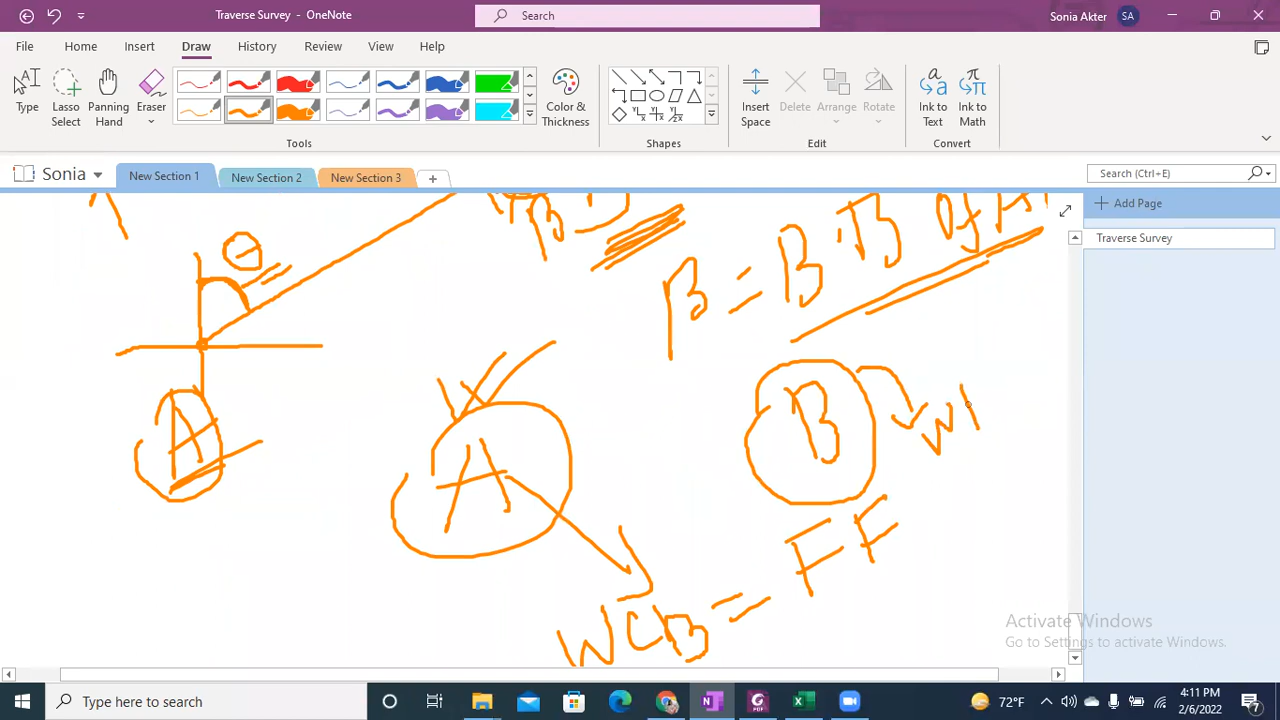 Traverse Survey - OneNote
Search
Sonia Akter SA
File Home Insert Draw History Review View Help
Type Lasso Select Panning Hand Eraser Color & Thickness Insert Space Delete Arrange Rotate Ink to Text Ink to Math
Tools Shapes Edit Convert
Sonia New Section 1 New Section 2 New Section 3 Search (Ctrl+E)
Add Page
Traverse Survey
β = B.B of
θ
A
A
B
FF
WCB =
Activate Windows
Go to Settings to activate Windows.
Type here to search
72°F
4:11 PM
2/6/2022
7